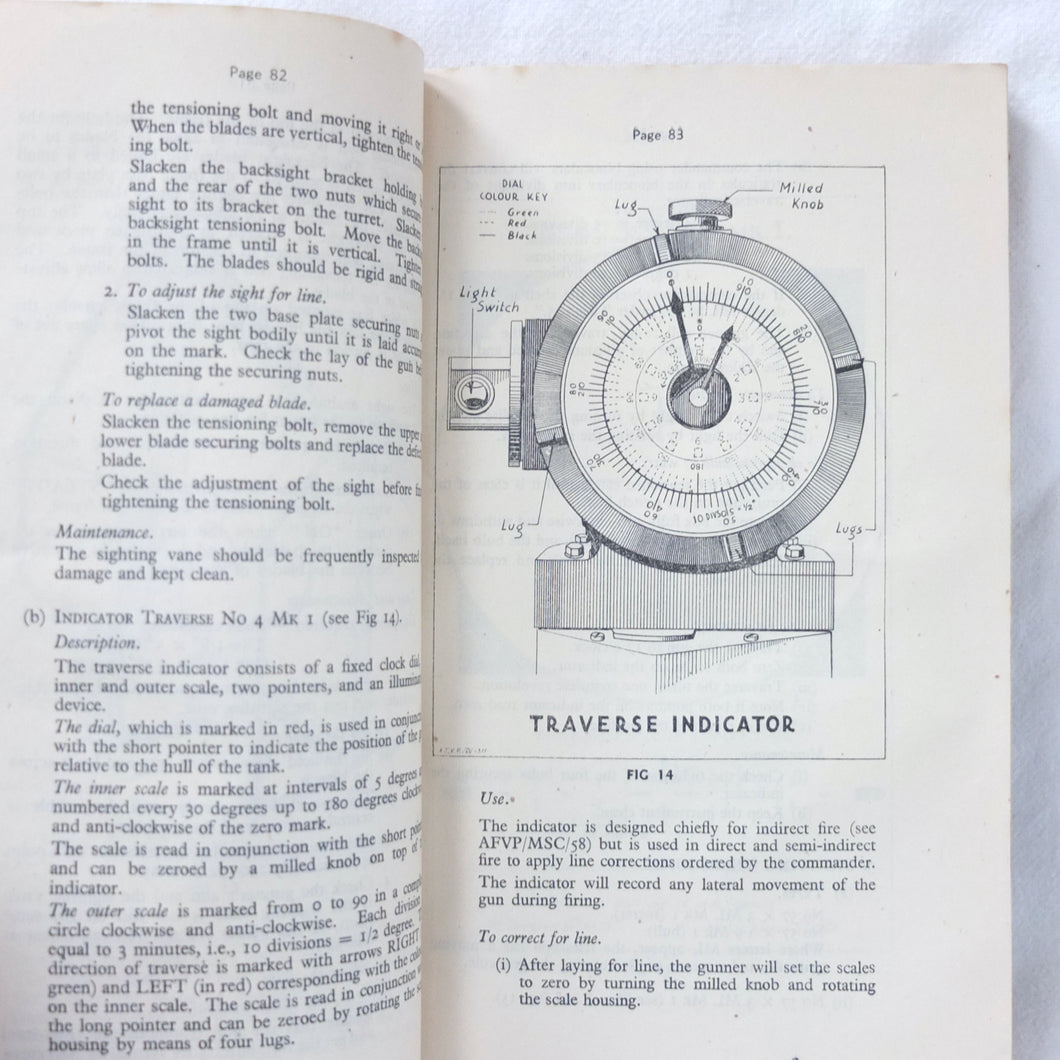 Page 82
the tensioning bolt and moving it right
When the blades are vertical, tighten the
ing bolt.
Slacken the backsight bracket holding
and the rear of the two nuts which
sight to its bracket on the turret.
backsight tensioning bolt. Move the
in the frame until it is vertical.
bolts. The blades should be rigid and
2. To adjust the sight for line.
Slacken the two base plate securing
pivot the sight bodily until it is laid
on the mark. Check the lay of the gun
tightening the securing nuts.
To replace a damaged blade.
Slacken the tensioning bolt, remove the upper
lower blade securing bolts and replace the
blade.
Check the adjustment of the sight before
tightening the tensioning bolt.
Maintenance.
The sighting vane should be frequently inspected
damage and kept clean.
(b) INDICATOR TRAVERSE NO 4 MK I (see Fig 14).
Description.
The traverse indicator consists of a fixed clock
inner and outer scale, two pointers, and an
device.
The dial, which is marked in red, is used in
with the short pointer to indicate the position of the
relative to the hull of the tank.
The inner scale is marked at intervals of 5 degrees
numbered every 30 degrees up to 180 degrees
and anti-clockwise of the zero mark.
The scale is read in conjunction with the short
and can be zeroed by a milled knob on top of
indicator.
The outer scale is marked from 0 to 90 in a
circle clockwise and anti-clockwise. Each
equal to 3 minutes, i.e., 10 divisions = 1/2 degree.
direction of traverse is marked with arrows RIGHT
green) and LEFT (in red) corresponding with the
on the inner scale. The scale is read in conjunction
the long pointer and can be zeroed by rotating the
housing by means of four lugs.
Page 83
DIAL
COLOUR KEY
Green
Red
Black
Lug
Milled
Knob
Light
Switch
Lug
Lugs
10 DIVSOLS = ½°
180
TRAVERSE INDICATOR
FIG 14
Use.
The indicator is designed chiefly for indirect fire (see
AFVP/MSC/58) but is used in direct and semi-indirect
fire to apply line corrections ordered by the commander.
The indicator will record any lateral movement of the
gun during firing.
To correct for line.
(i) After laying for line, the gunner will set the scales
to zero by turning the milled knob and rotating
the scale housing.